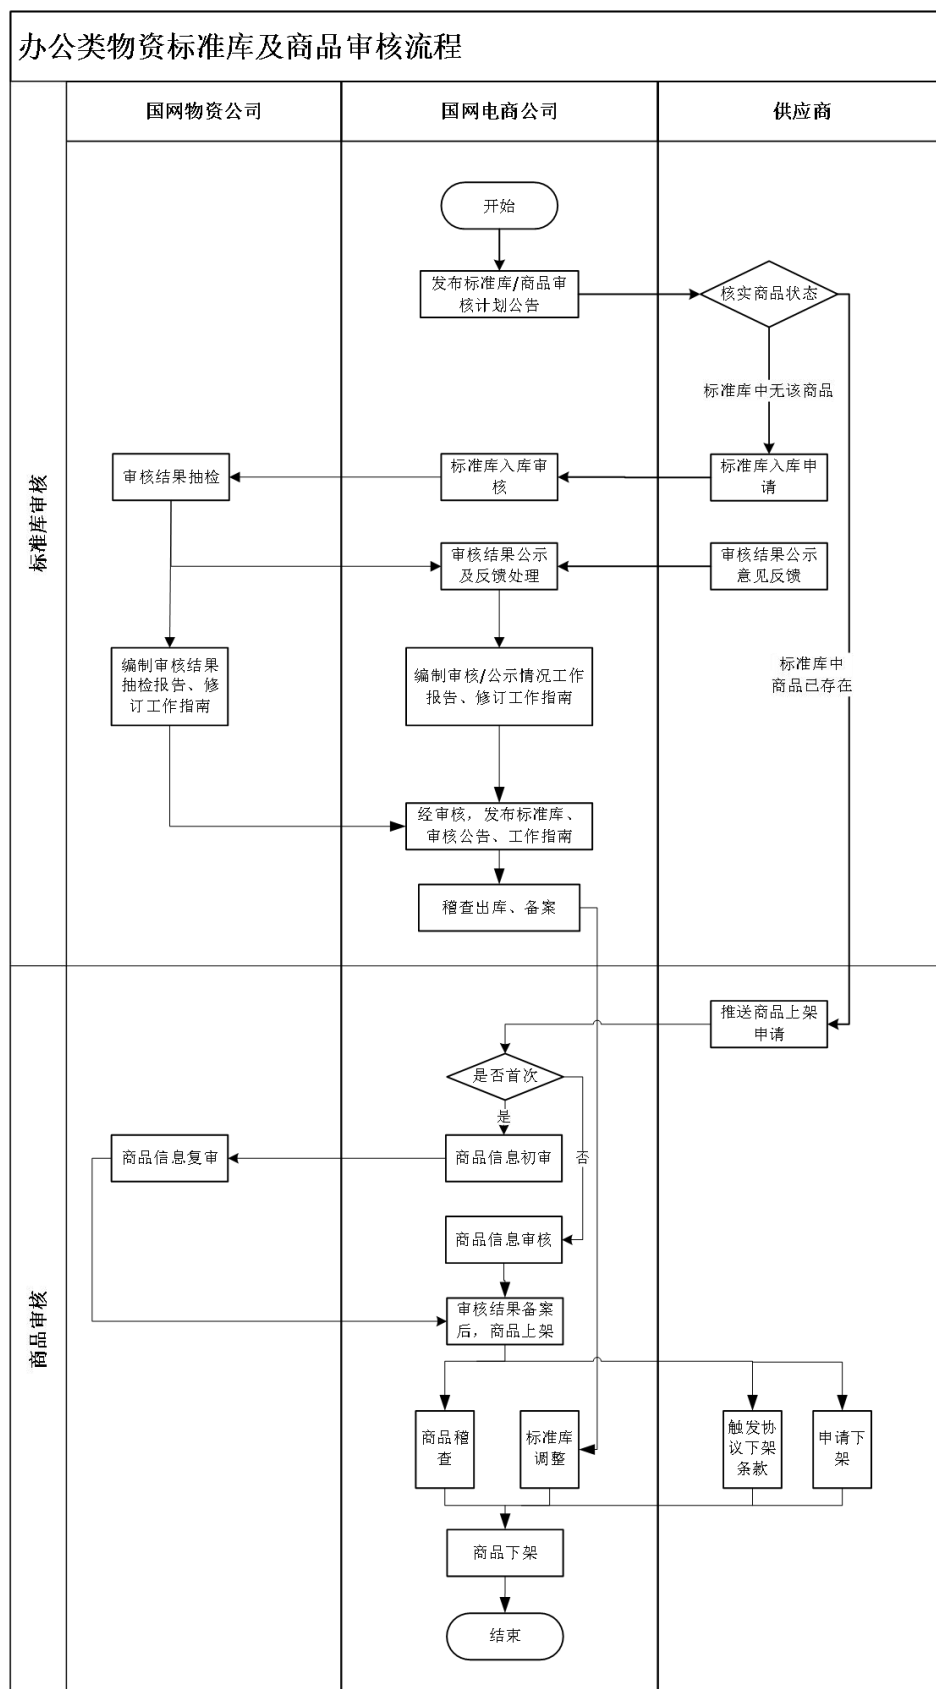 办公类物资标准库及商品审核流程
国网物资公司
国网电商公司
供应商
标准库审核
开始
发布标准库/商品审
核计划公告
核实商品状态
标准库中无该商品
审核结果抽检
标准库入库审
核
标准库入库申
请
审核结果公示
及反馈处理
审核结果公示
意见反馈
编制审核结果
抽检报告、修
订工作指南
编制审核/公示情况工作
报告、修订工作指南
标准库中
商品已存在
经审核，发布标准库、
审核公告、工作指南
稽查出库、备案
商品审核
推送商品上架
申请
是否首次
是
否
商品信息复审
商品信息初审
商品信息审核
审核结果备案
后，商品上架
商品稽
查
标准库
调整
触发协
议下架
条款
申请下
架
商品下架
结束